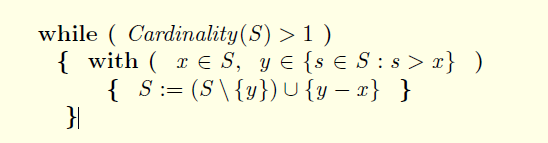 while ( Cardinality(S) > 1 )
{ with ( x ∈ S, y ∈ {s ∈ S : s > x} )
{ S := (S \ {y}) ∪ {y − x} }
}